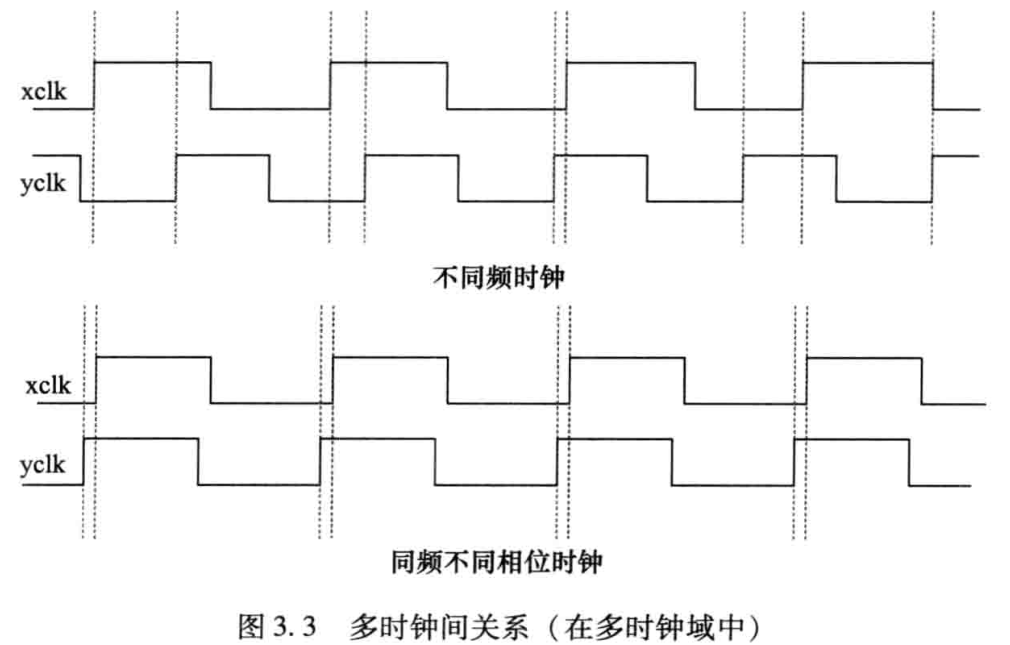 xclk
yclk
不同频时钟
xclk
yclk
同频不同相位时钟
图 3.3 多时钟间关系（在多时钟域中）